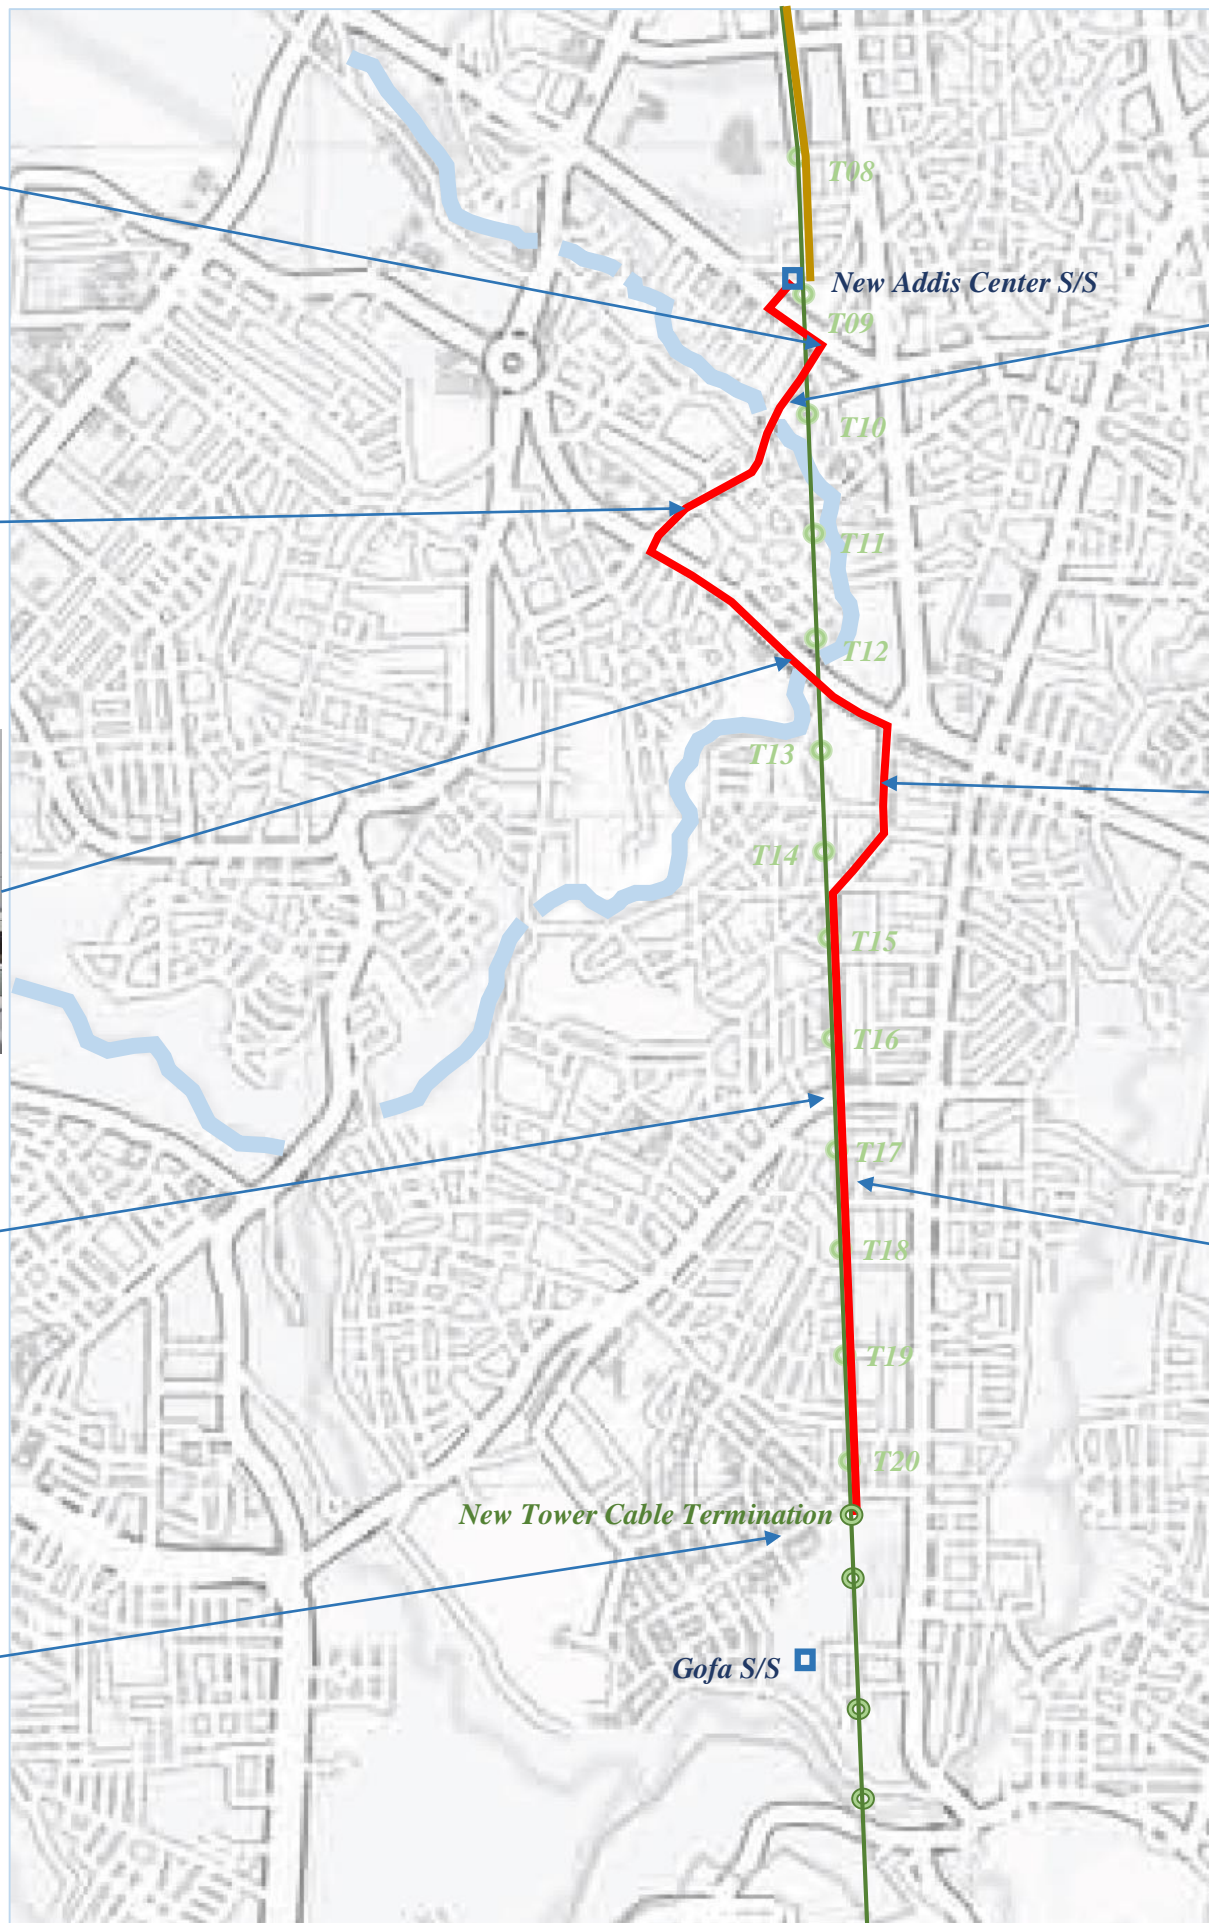 T08
New Addis Center S/S
T09
T10
T11
T12
T13
T14
T15
T16
T17
T18
T19
T20
New Tower Cable Termination
Gofa S/S